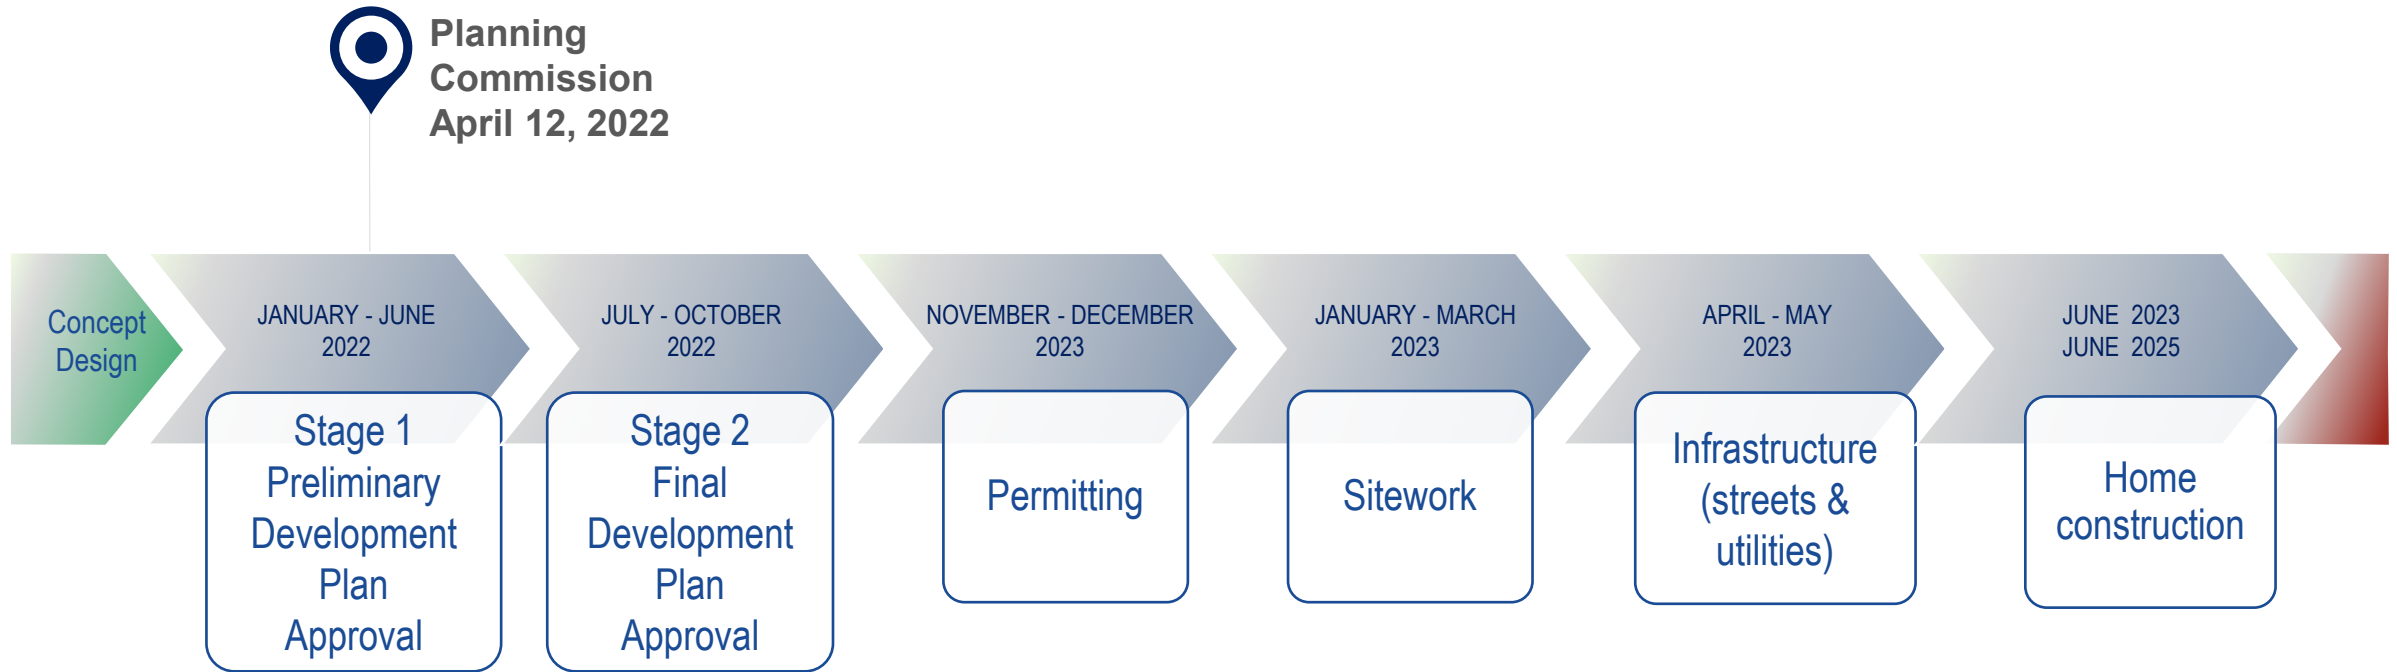 Planning
Commission
April 12, 2022
Concept
Design
JANUARY - JUNE
2022
Stage 1
Preliminary
Development
Plan
Approval
JULY - OCTOBER
2022
Stage 2
Final
Development
Plan
Approval
NOVEMBER - DECEMBER
2023
Permitting
JANUARY - MARCH
2023
Sitework
APRIL - MAY
2023
Infrastructure
(streets &
utilities)
JUNE 2023
JUNE 2025
Home
construction